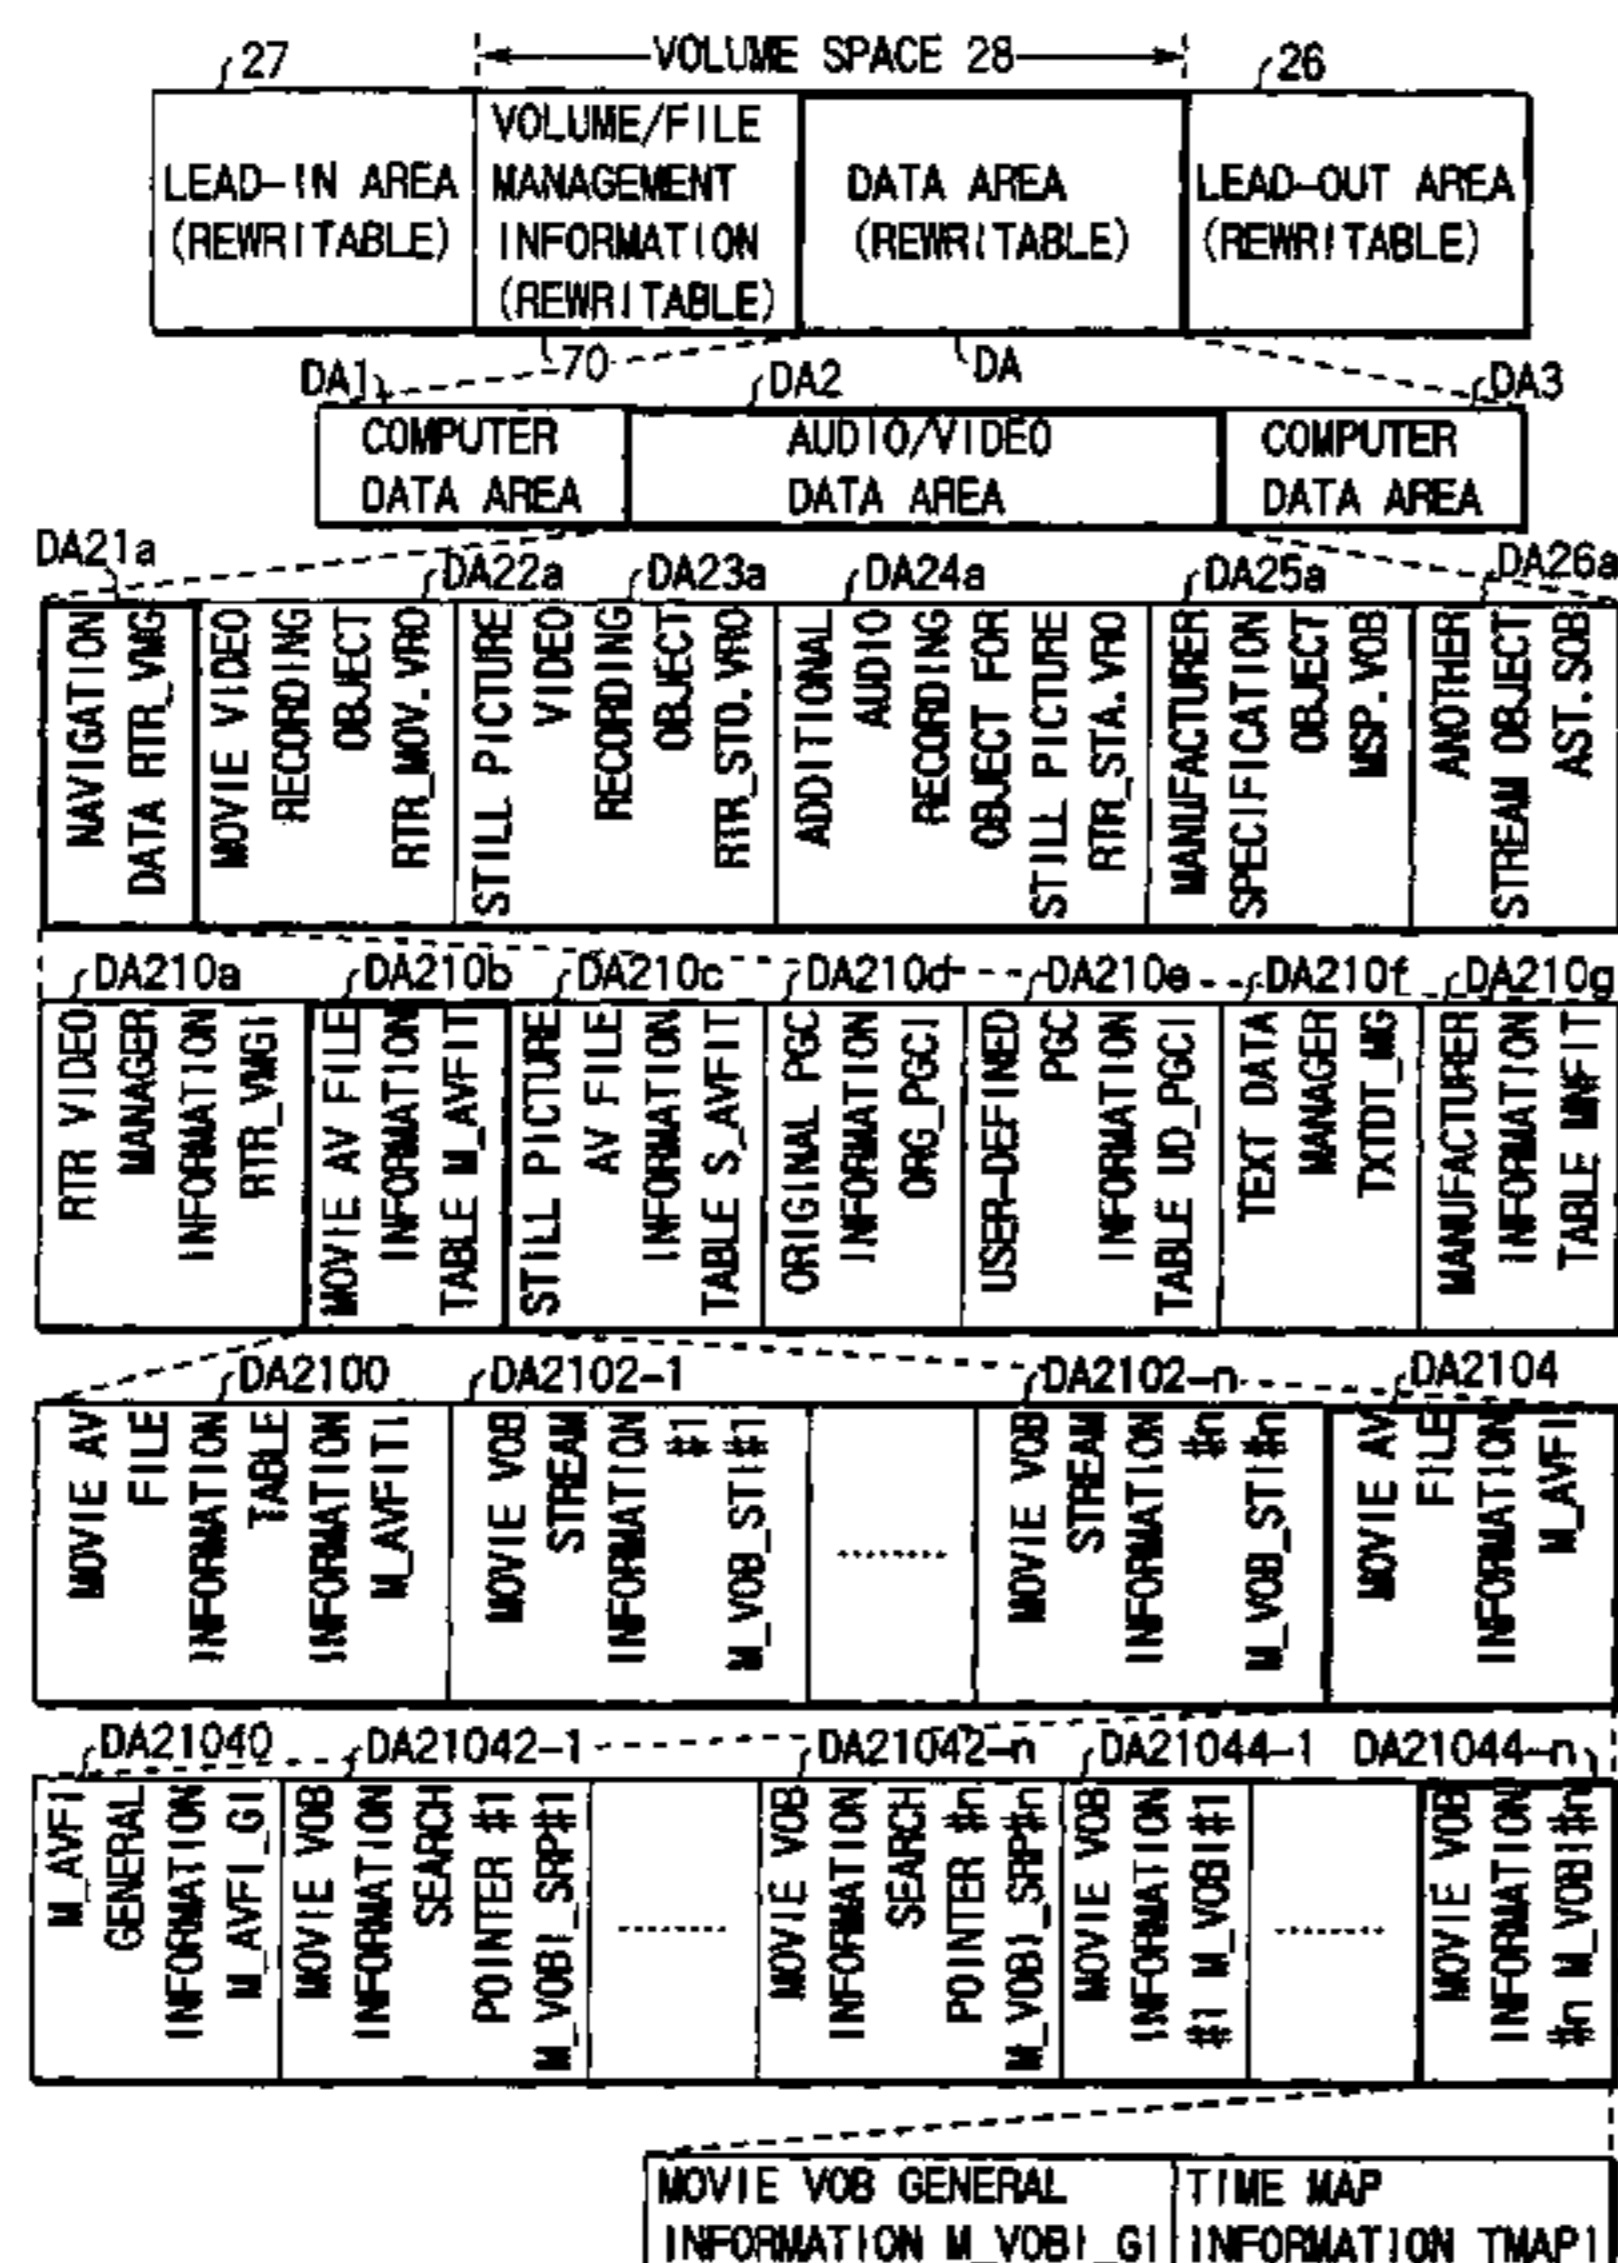 27
VOLUME SPACE 28
26
LEAD-IN AREA
(REWRITABLE)
VOLUME/FILE
MANAGEMENT
INFORMATION
(REWRITABLE)
DATA AREA
(REWRITABLE)
LEAD-OUT AREA
(REWRITABLE)
70
DA
DA1
DA2
DA3
COMPUTER
DATA AREA
AUDIO/VIDEO
DATA AREA
COMPUTER
DATA AREA
DA21a
DA22a
DA23a
DA24a
DA25a
DA26a
NAVIGATION
DATA RTR_VMG
MOVIE VIDEO
RECORDING
OBJECT
RTR_MOV.VRO
STILL PICTURE
VIDEO
RECORDING
OBJECT
RTR_STO.VRO
ADDITIONAL
AUDIO
RECORDING
OBJECT FOR
STILL PICTURE
RTR_STA.VRO
MANUFACTURER
SPECIFICATION
OBJECT
MSP.VOB
ANOTHER
STREAM OBJECT
AST.SOB
DA210a
DA210b
DA210c
DA210d
DA210e
DA210f
DA210g
RTR VIDEO
MANAGER
INFORMATION
RTR_VMGI
MOVIE AV FILE
INFORMATION
TABLE M_AVFIT
STILL PICTURE
AV FILE
INFORMATION
TABLE S_AVFIT
ORIGINAL PGC
INFORMATION
ORG_PGCI
USER-DEFINED
PGC
INFORMATION
TABLE UD_PGCI
TEXT DATA
MANAGER
TXTDT_MG
MANUFACTURER
INFORMATION
TABLE MNFIT
DA2100
DA2102-1
DA2102-n
DA2104
MOVIE AV
FILE
INFORMATION
TABLE
INFORMATION
M_AVFITI
MOVIE VOB
STREAM
INFORMATION
#1
M_VOB_STI#1
........
MOVIE VOB
STREAM
INFORMATION
#n
M_VOB_STI#n
MOVIE AV
FILE
INFORMATION
M_AVFI
DA21040
DA21042-1
DA21042-n
DA21044-1
DA21044-n
M_AVFI
GENERAL
INFORMATION
M_AVFI_GI
MOVIE VOB
INFORMATION
SEARCH
POINTER #1
M_VOBI_SRP#1
........
MOVIE VOB
INFORMATION
SEARCH
POINTER #n
M_VOBI_SRP#n
MOVIE VOB
INFORMATION
#1 M_VOBI#1
........
MOVIE VOB
INFORMATION
#n M_VOBI#n
MOVIE VOB GENERAL
INFORMATION M_VOBI_GI
TIME MAP
INFORMATION TMAPI